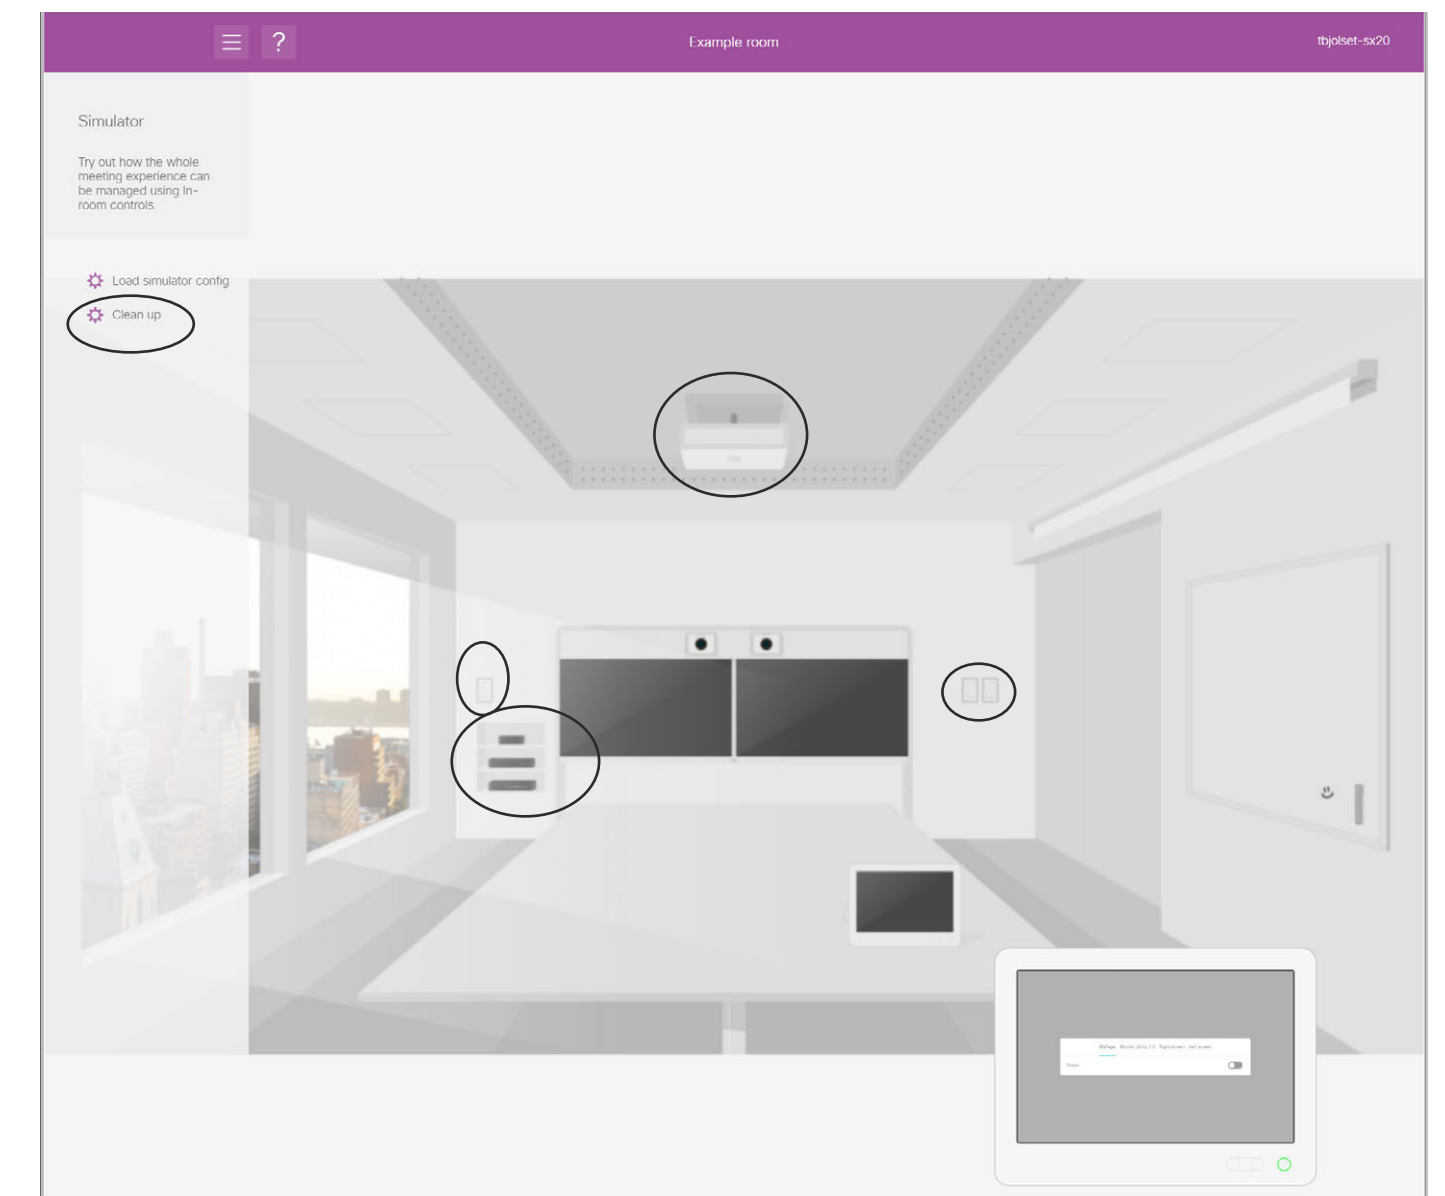 ?
Example room
tbjolset-sx20
Simulator
Try out how the whole
meeting experience can
be managed using In-
room controls.
Load simulator config
Clean up